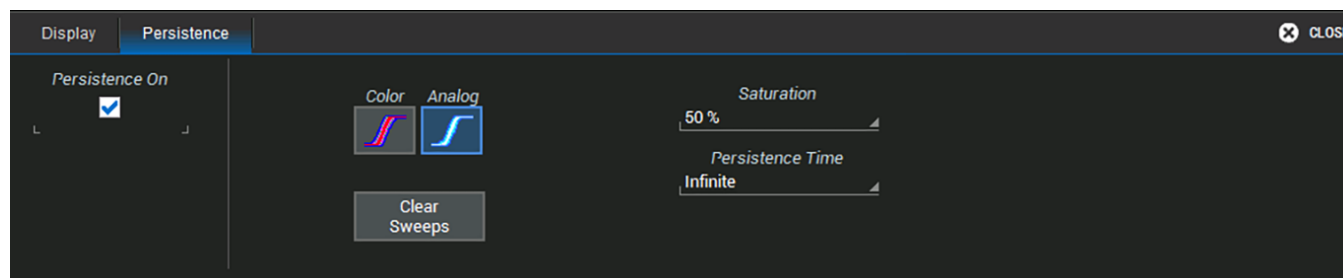 Display
Persistence
CLOS
Persistence On
Color
Analog
Clear
Sweeps
Saturation
50 %
Persistence Time
Infinite